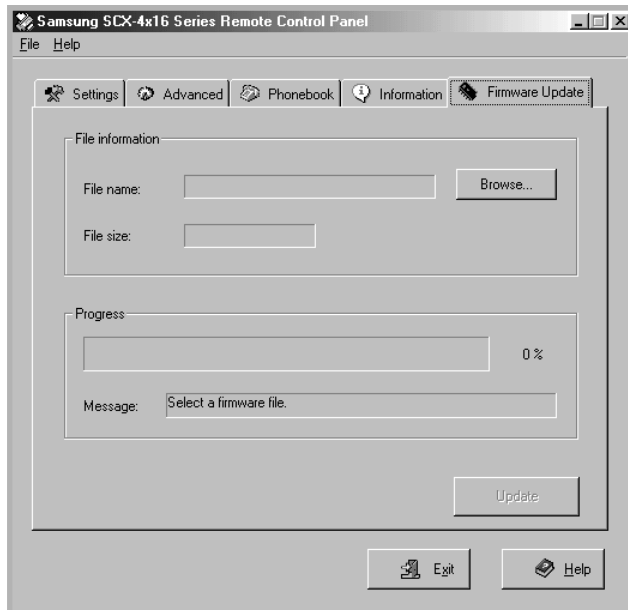 Samsung SCX-4x16 Series Remote Control Panel
File Help
Settings Advanced Phonebook Information Firmware Update
File information
File name: Browse...
File size:
Progress
0 %
Message: Select a firmware file.
Update
Exit Help